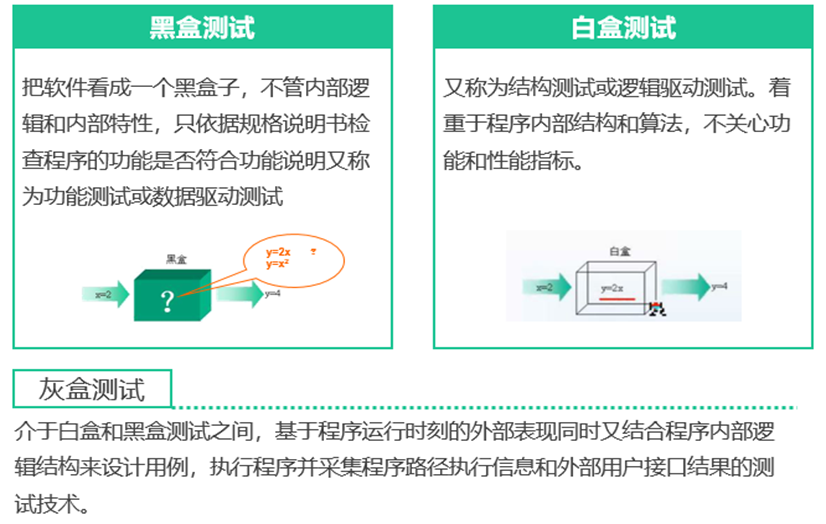 黑盒测试
把软件看成一个黑盒子，不管内部逻
辑和内部特性，只依据规格说明书检
查程序的功能是否符合功能说明又称
为功能测试或数据驱动测试
黑盒
y=2x ?
y=x²
x=2
?
y=4
白盒测试
又称为结构测试或逻辑驱动测试。着
重于程序内部结构和算法，不关心功
能和性能指标。
白盒
x=2
y=2x
y=4
灰盒测试
介于白盒和黑盒测试之间，基于程序运行时刻的外部表现同时又结合程序内部逻
辑结构来设计用例，执行程序并采集程序路径执行信息和外部用户接口结果的测
试技术。